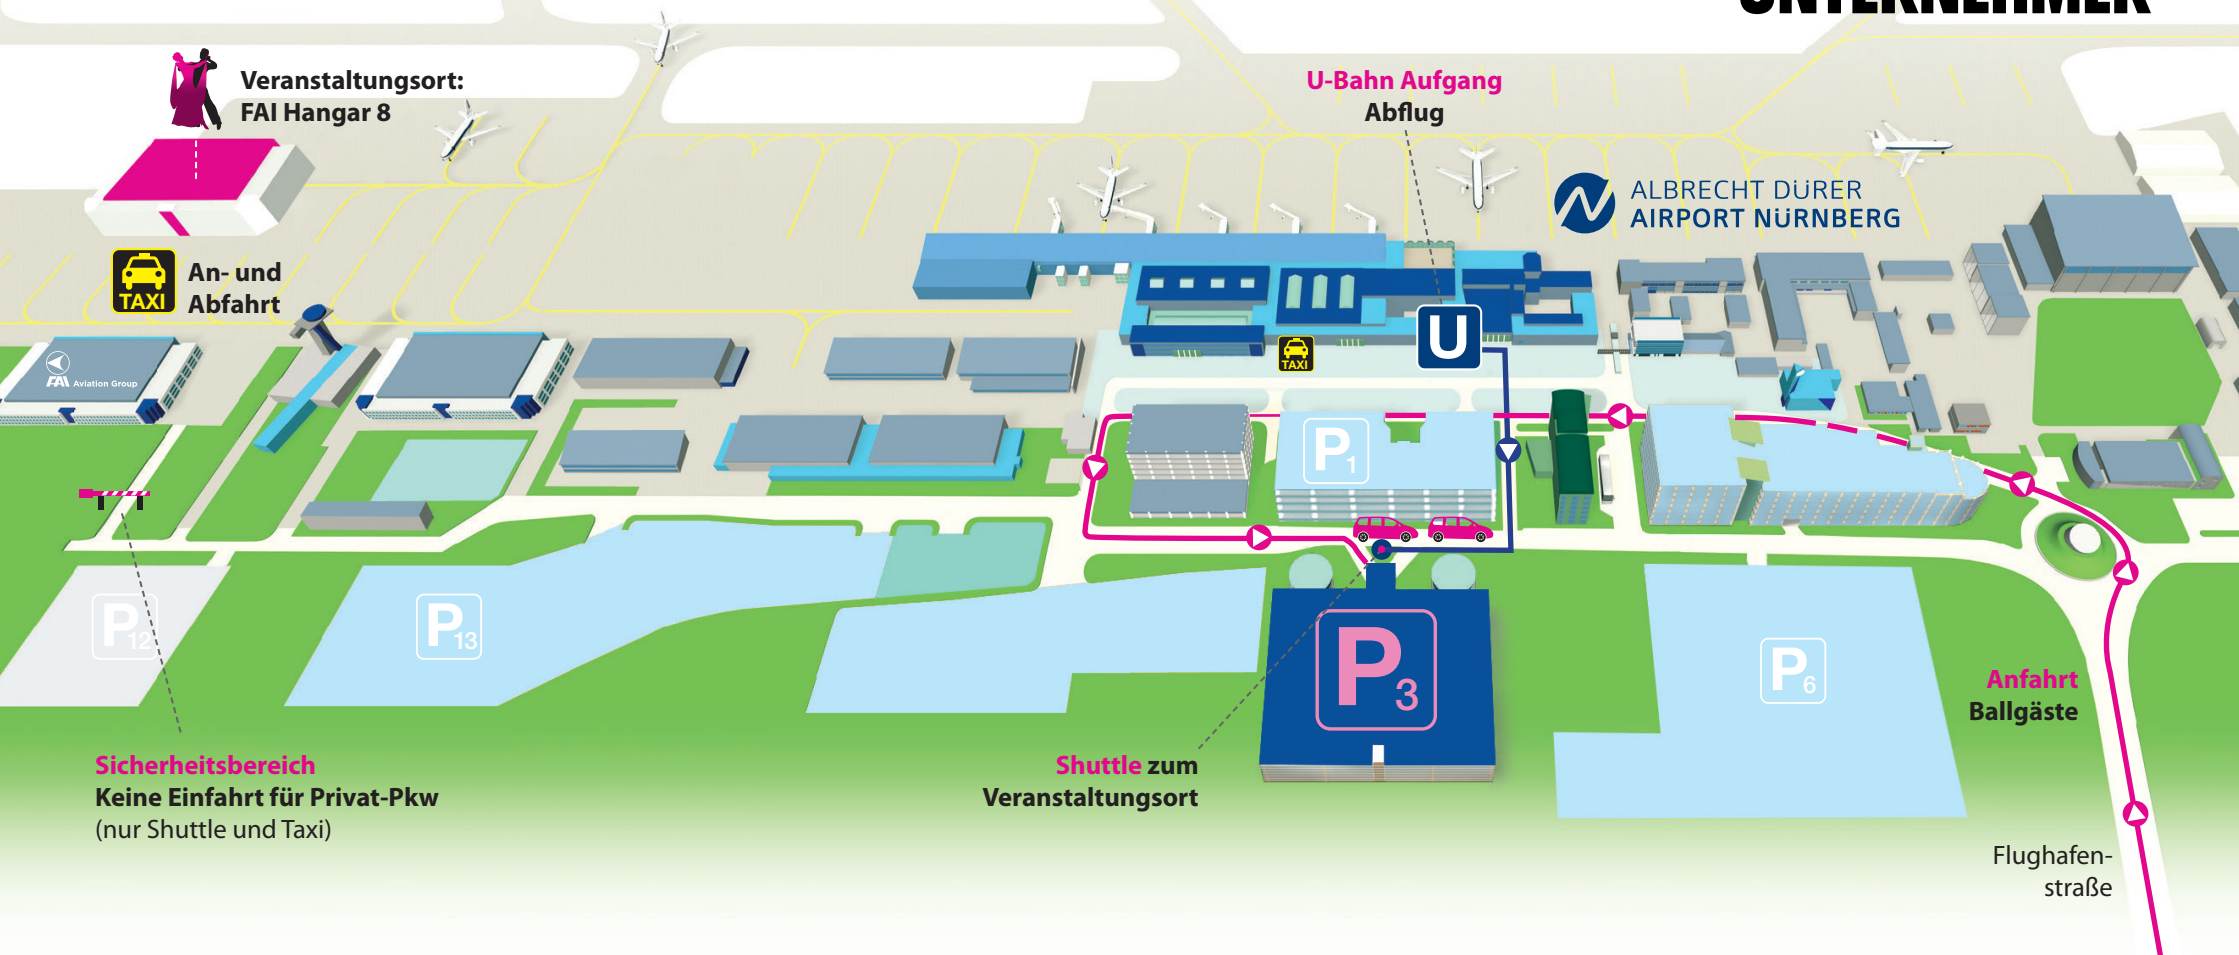 UNTERNEHMER
Veranstaltungsort:
FAI Hangar 8
U-Bahn Aufgang
Abflug
ALBRECHT DÜRER
AIRPORT NÜRNBERG
TAXI
An- und
Abfahrt
FAI Aviation Group
TAXI
U
P1
P12
P13
P3
P6
Anfahrt
Ballgäste
Sicherheitsbereich
Keine Einfahrt für Privat-Pkw
(nur Shuttle und Taxi)
Shuttle zum
Veranstaltungsort
Flughafen-
straße